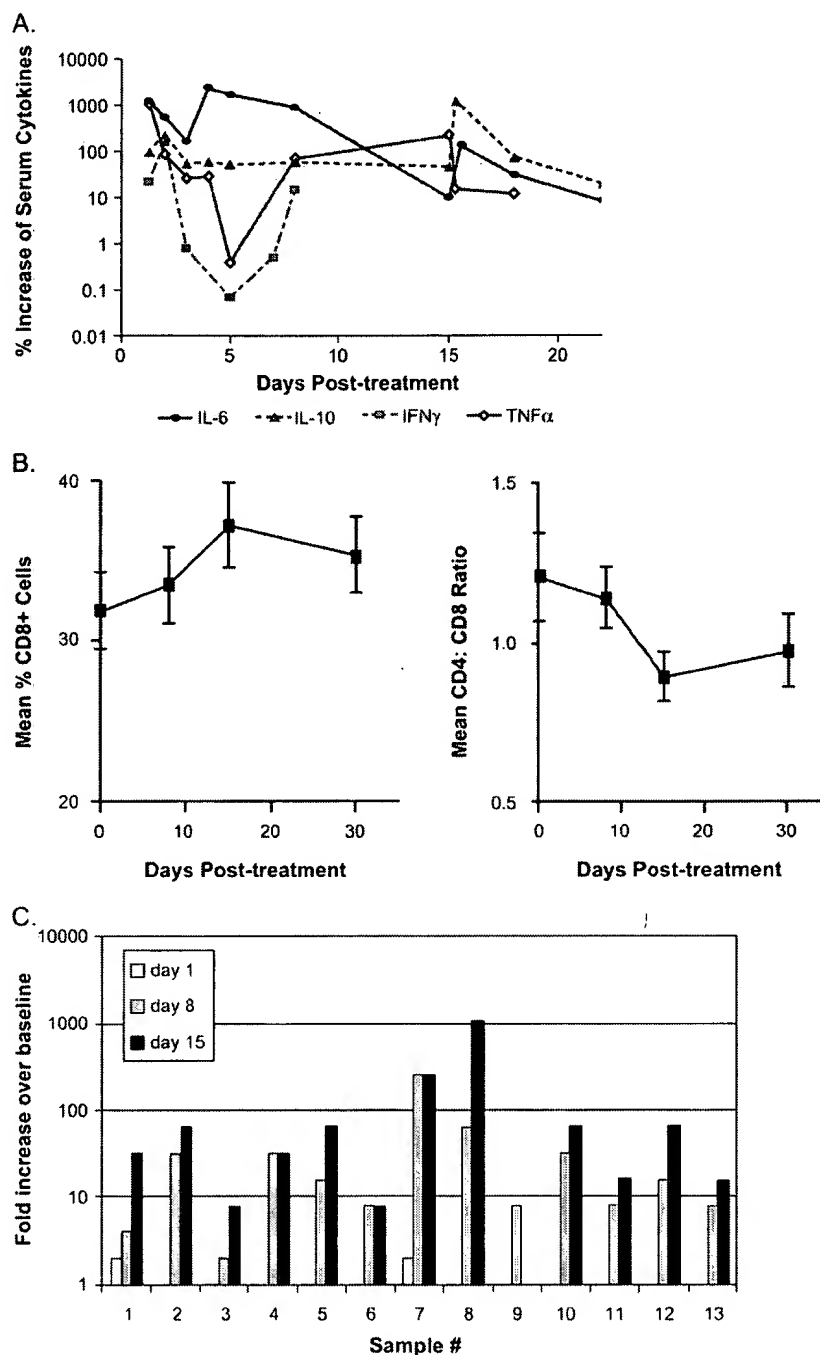 A.
10000
1000
100
10
1
0.1
0.01
% Increase of Serum Cytokines
0 5 10 15 20
Days Post-treatment
IL-6 IL-10 IFNγ TNFα
B.
40
30
20
Mean % CD8+ Cells
0 10 20 30
Days Post-treatment
1.5
1.0
0.5
Mean CD4: CD8 Ratio
0 10 20 30
Days Post-treatment
C.
10000
1000
100
10
1
Fold increase over baseline
day 1
day 8
day 15
1 2 3 4 5 6 7 8 9 10 11 12 13
Sample #